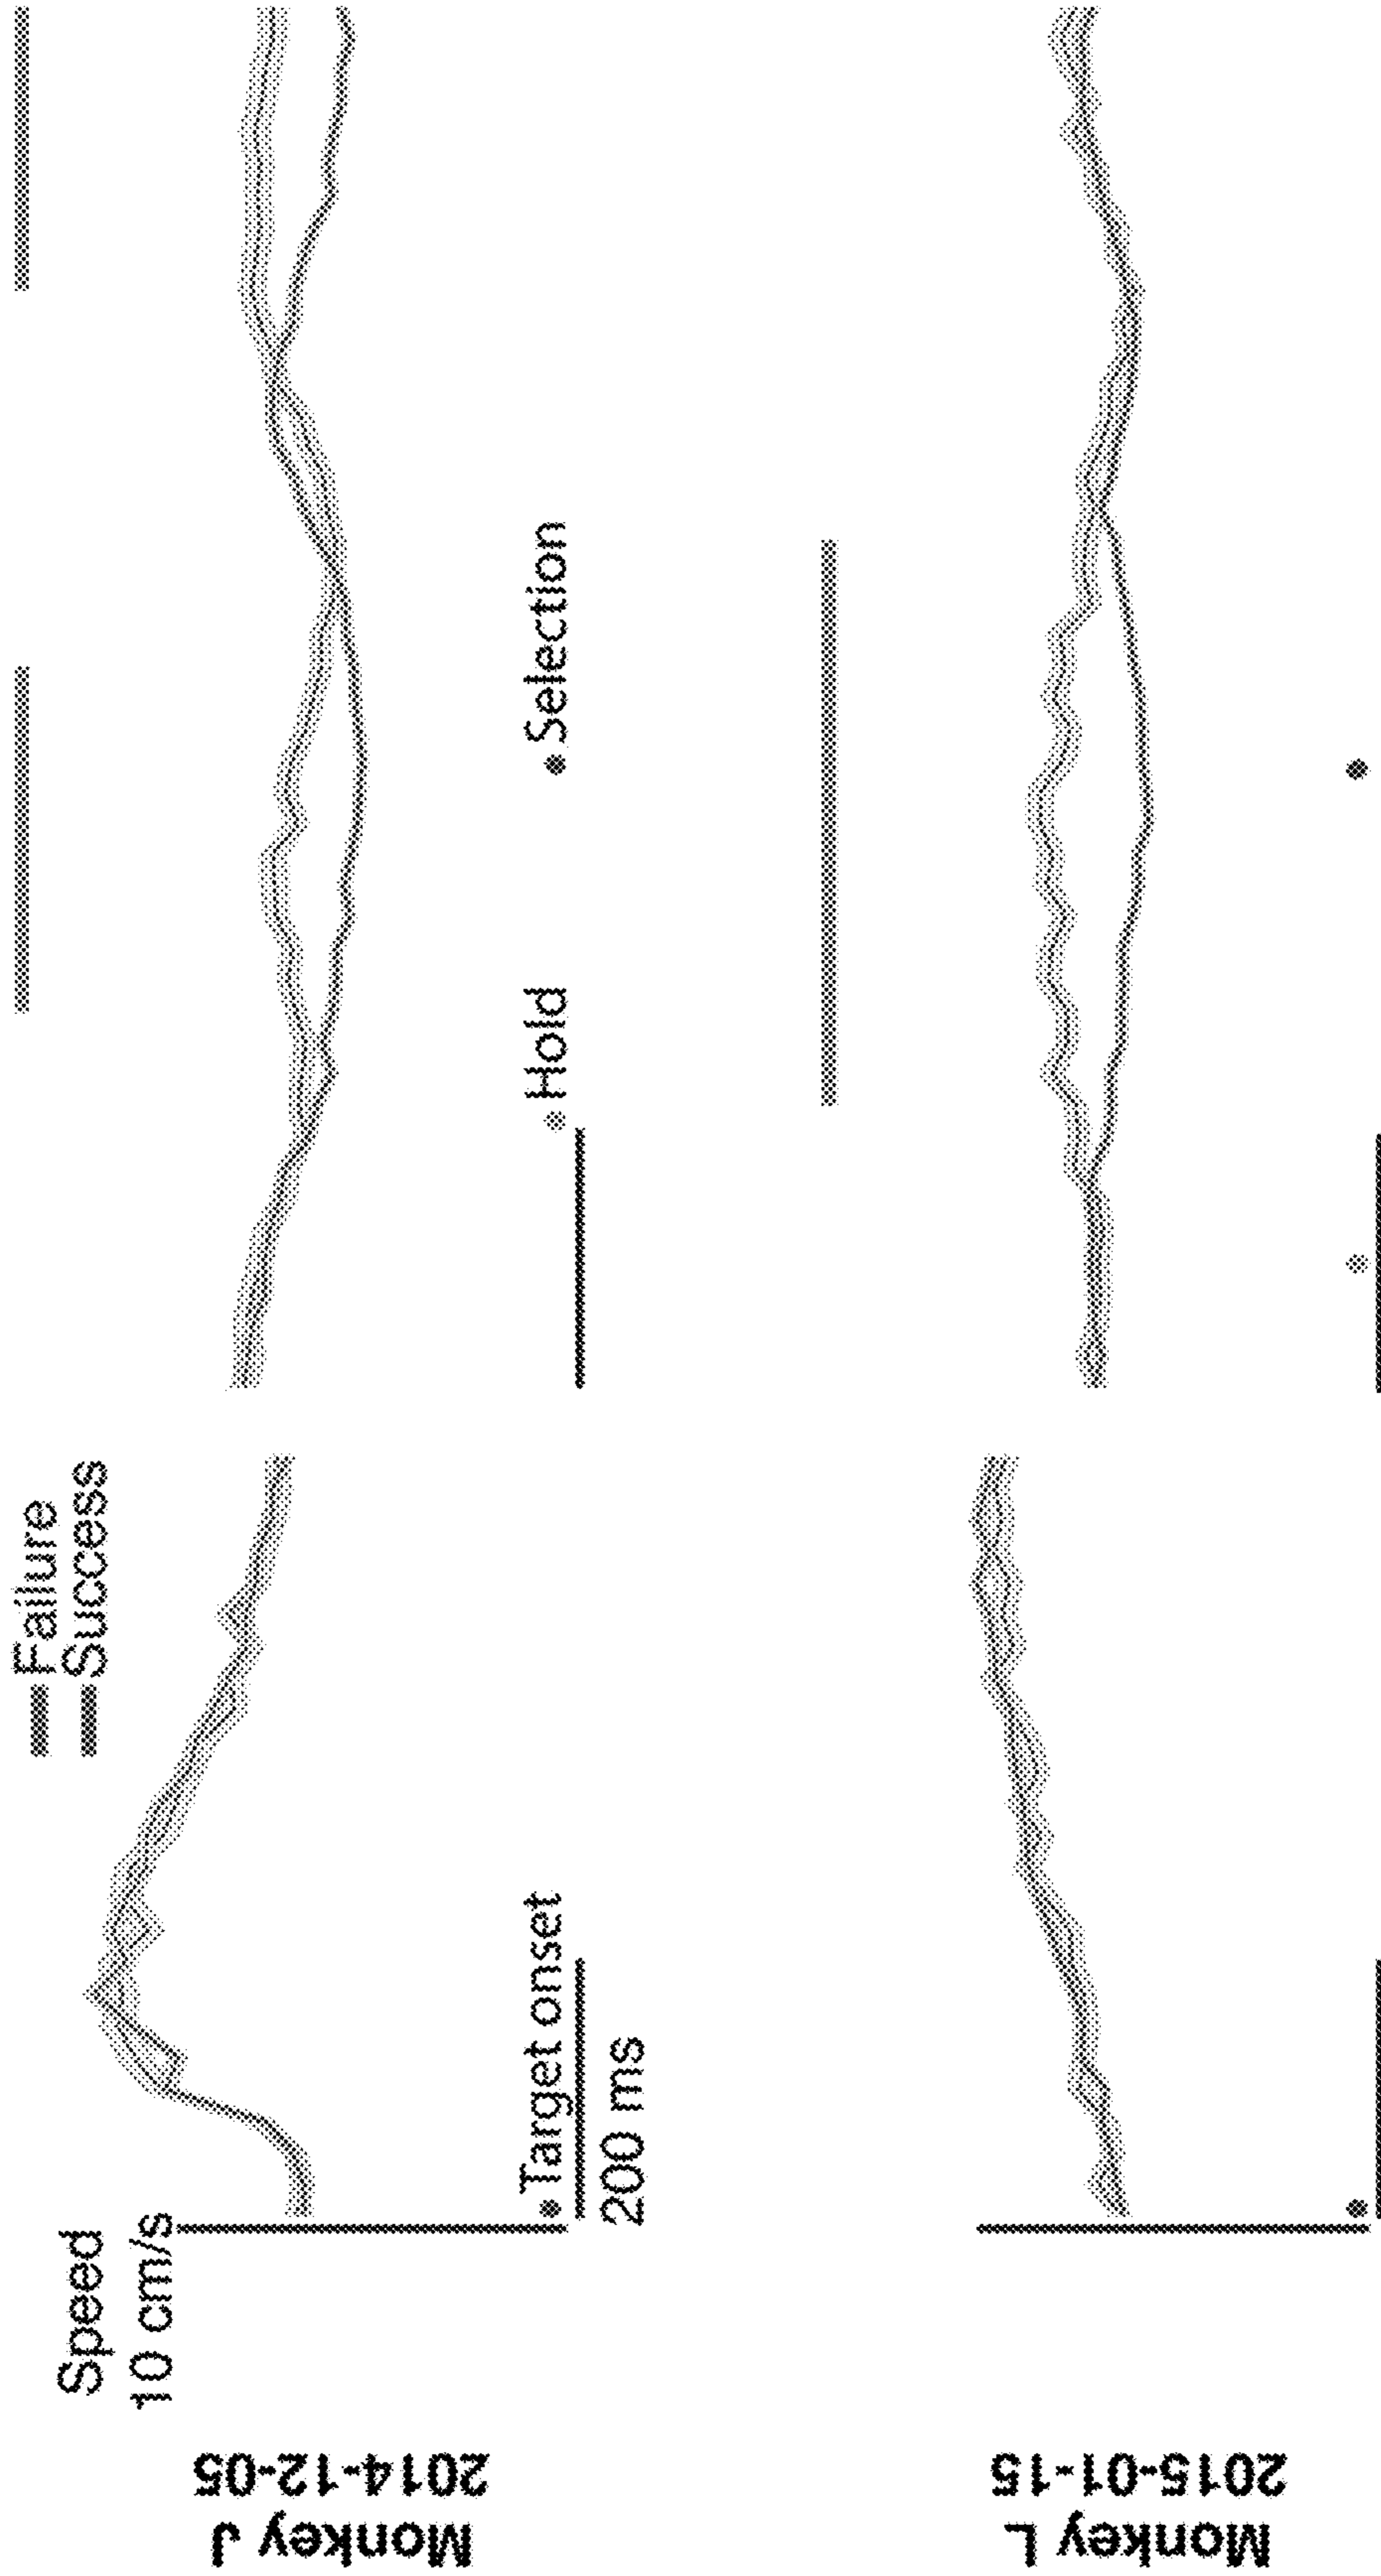 Monkey J
2014-12-05
Speed
10 cm/s
Failure
Success
Target onset
200 ms
Hold
Selection
Monkey L
2015-01-15